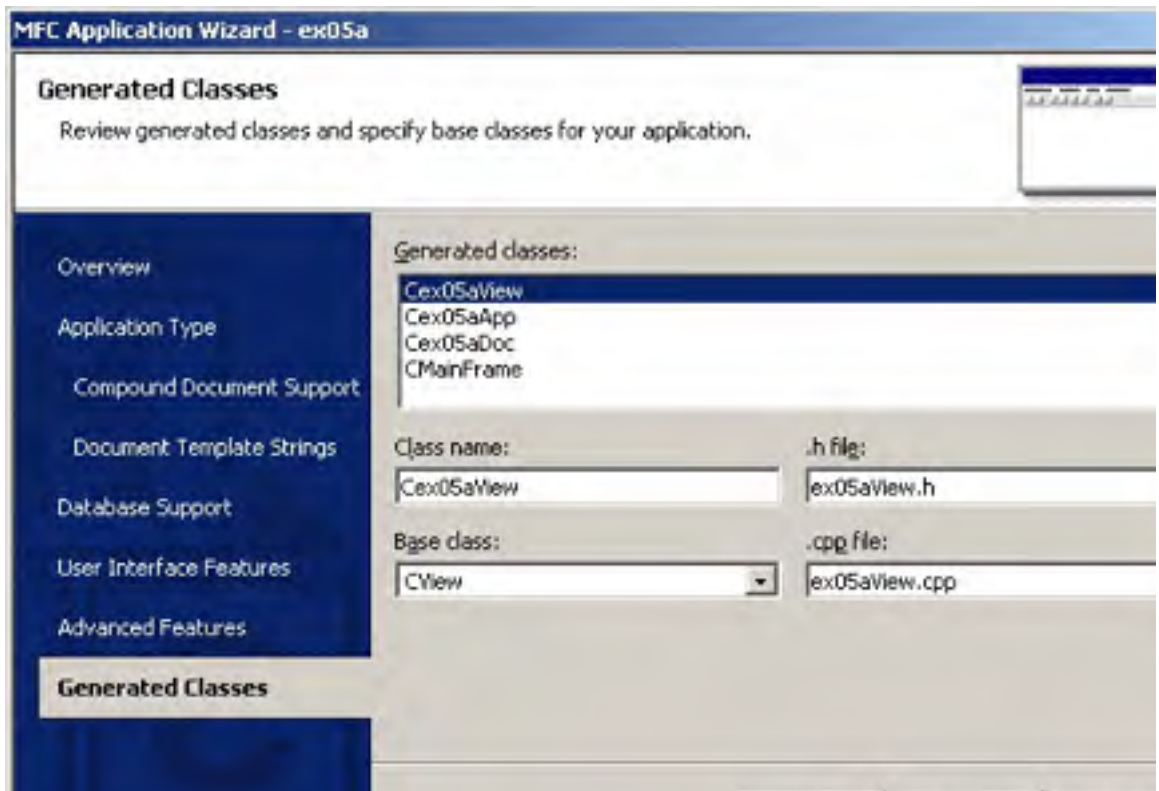 MFC Application Wizard - ex05a
Generated Classes
Review generated classes and specify base classes for your application.
Overview
Application Type
Compound Document Support
Document Template Strings
Database Support
User Interface Features
Advanced Features
Generated Classes
Generated classes:
Cex05aView
Cex05aApp
Cex05aDoc
CMainFrame
Class name:
.h file:
Cex05aView
ex05aView.h
Base class:
.cpp file:
CView
ex05aView.cpp